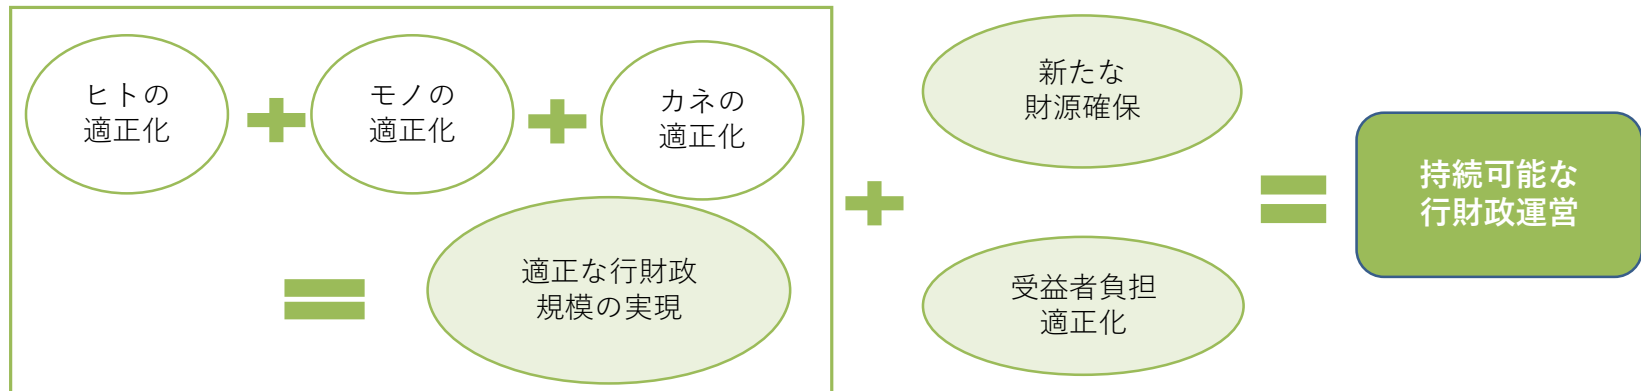 ヒトの
適正化
モノの
適正化
カネの
適正化
適正な行財政
規模の実現
新たな
財源確保
受益者負担
適正化
持続可能な
行財政運営